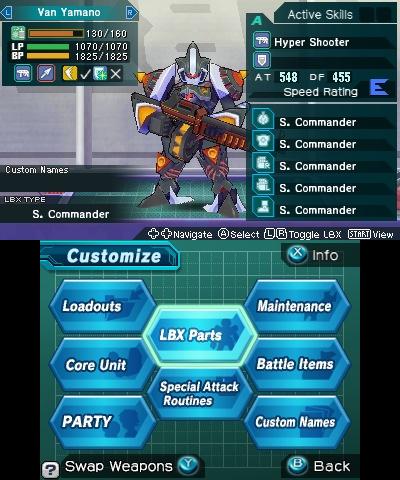 L Van Yamano R
130/160
LP 1070/1070
BP 1825/1825
Custom Names
LBX TYPE
S. Commander
A Active Skills
Hyper Shooter
AT 548 DF 455
Speed Rating E
S. Commander
S. Commander
S. Commander
S. Commander
S. Commander
Navigate A Select L R Toggle LBX START View
Customize
X Info
Loadouts
LBX Parts
Maintenance
Core Unit
Special Attack
Routines
Battle Items
PARTY
Custom Names
? Swap Weapons Y
B Back